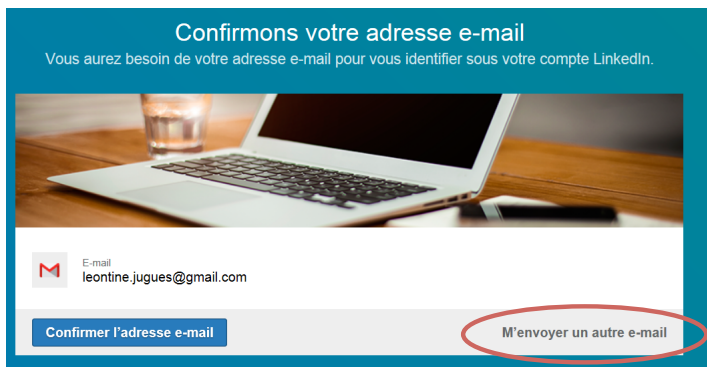 Confirmons votre adresse e-mail
Vous aurez besoin de votre adresse e-mail pour vous identifier sous votre compte LinkedIn.
E-mail
leontine.jugues@gmail.com
Confirmer l'adresse e-mail
M'envoyer un autre e-mail